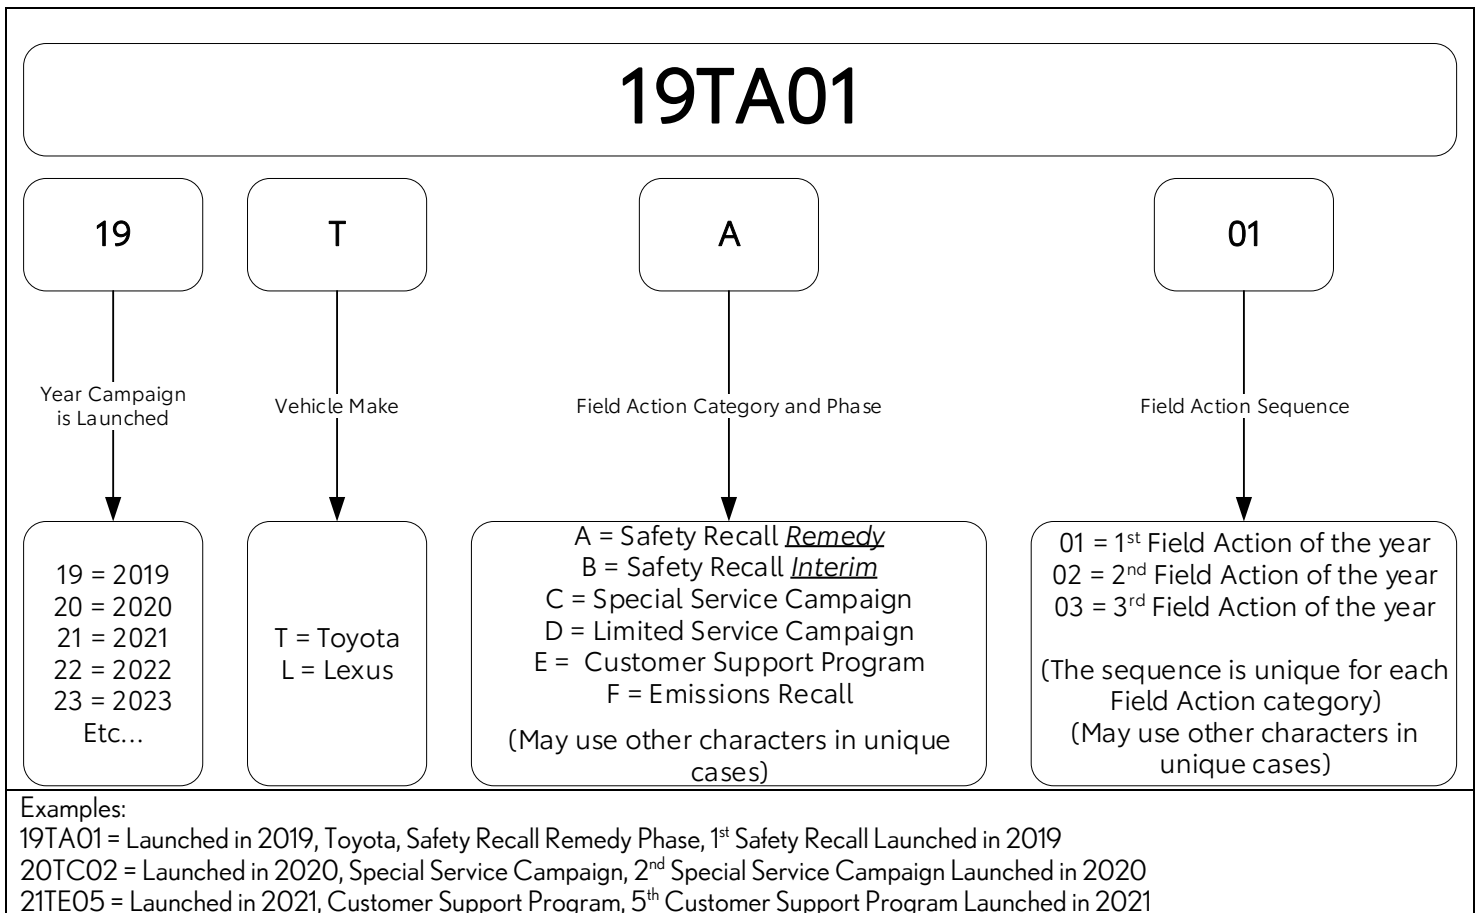 19TA01
19
T
A
01
Year Campaign
is Launched
Vehicle Make
Field Action Category and Phase
Field Action Sequence
19 = 2019
20 = 2020
21 = 2021
22 = 2022
23 = 2023
Etc...
T = Toyota
L = Lexus
A = Safety Recall Remedy
B = Safety Recall Interim
C = Special Service Campaign
D = Limited Service Campaign
E =  Customer Support Program
F = Emissions Recall
(May use other characters in unique
cases)
01 = 1st Field Action of the year
02 = 2nd Field Action of the year
03 = 3rd Field Action of the year
(The sequence is unique for each
Field Action category)
(May use other characters in
unique cases)
Examples:
19TA01 = Launched in 2019, Toyota, Safety Recall Remedy Phase, 1st Safety Recall Launched in 2019
20TC02 = Launched in 2020, Special Service Campaign, 2nd Special Service Campaign Launched in 2020
21TE05 = Launched in 2021, Customer Support Program, 5th Customer Support Program Launched in 2021